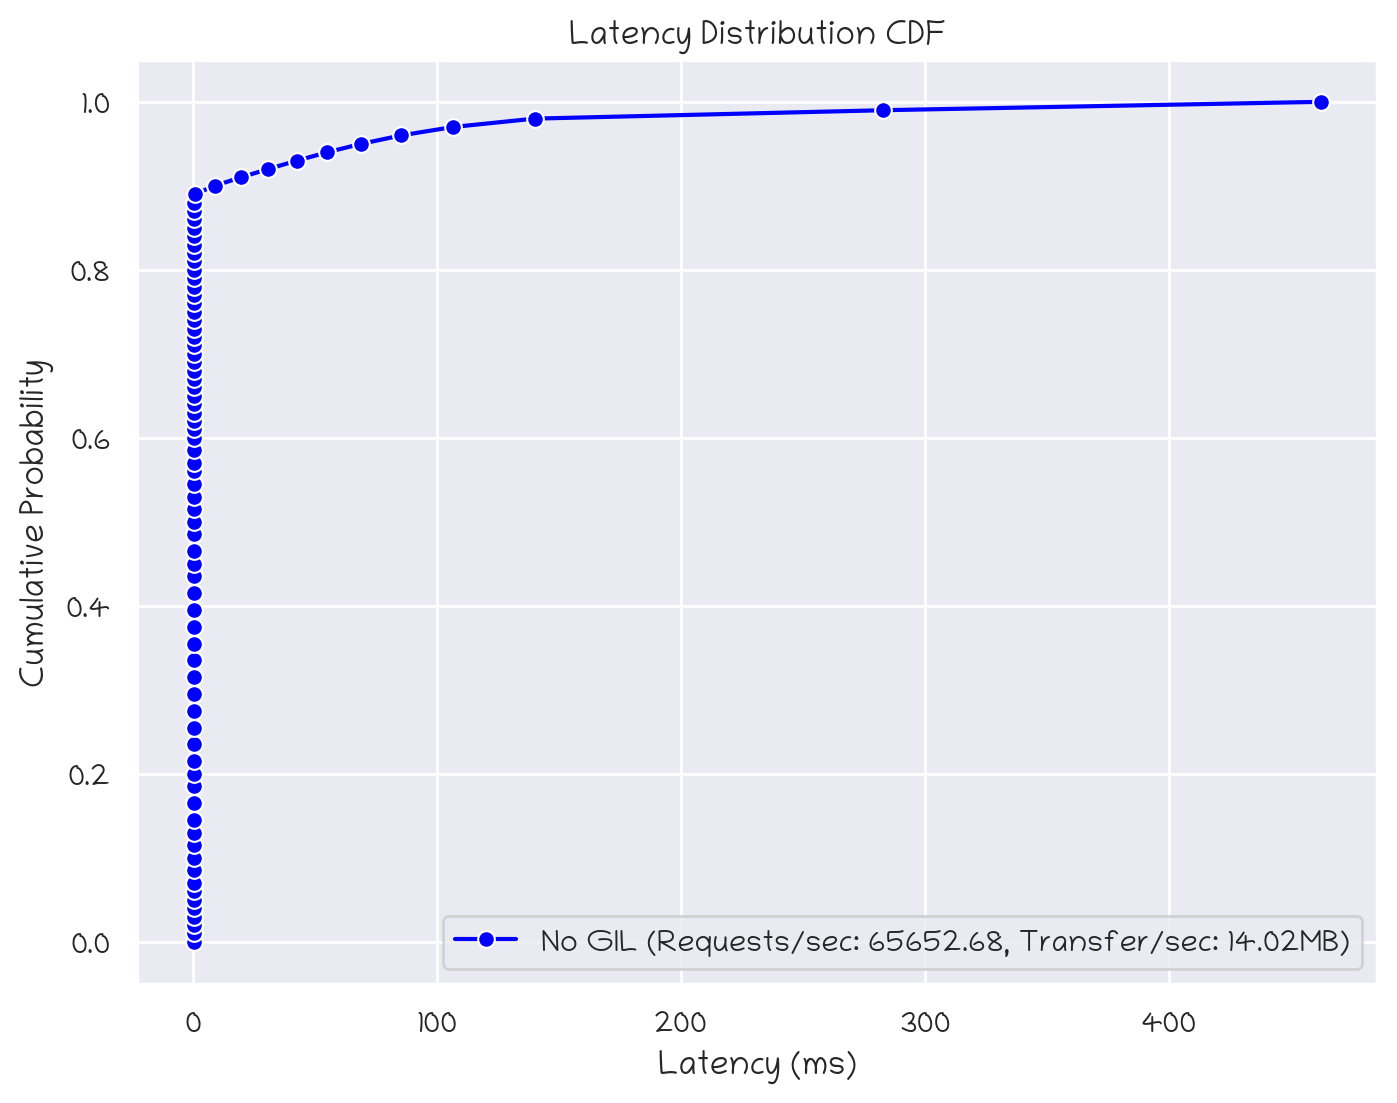 Latency Distribution CDF
1.0
0.8
0.6
0.4
0.2
0.0
Cumulative Probability
No GIL (Requests/sec: 65652.68, Transfer/sec: 14.02MB)
0 100 200 300 400
Latency (ms)